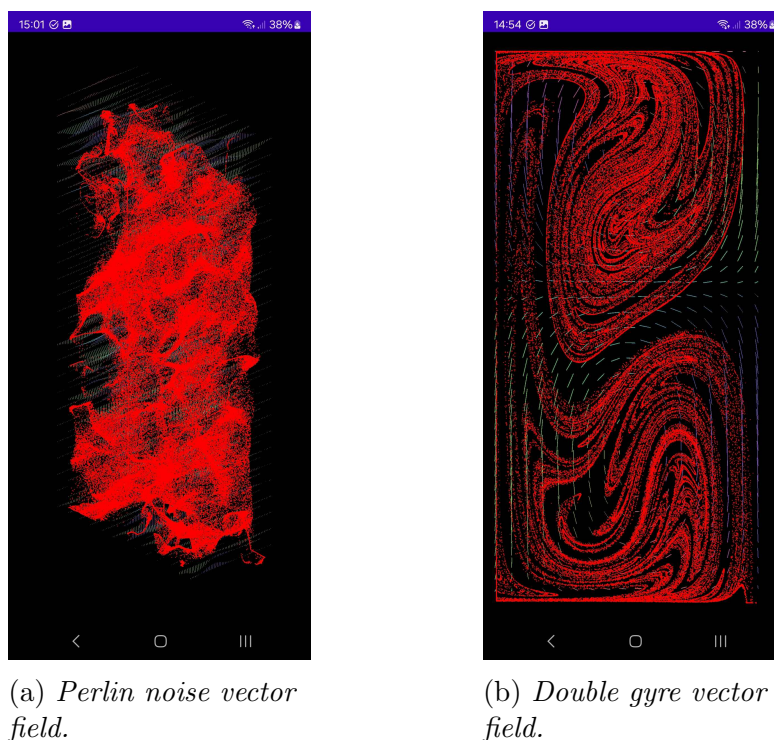 15:01 38%
14:54 38%
(a) Perlin noise vector
field.
(b) Double gyre vector
field.